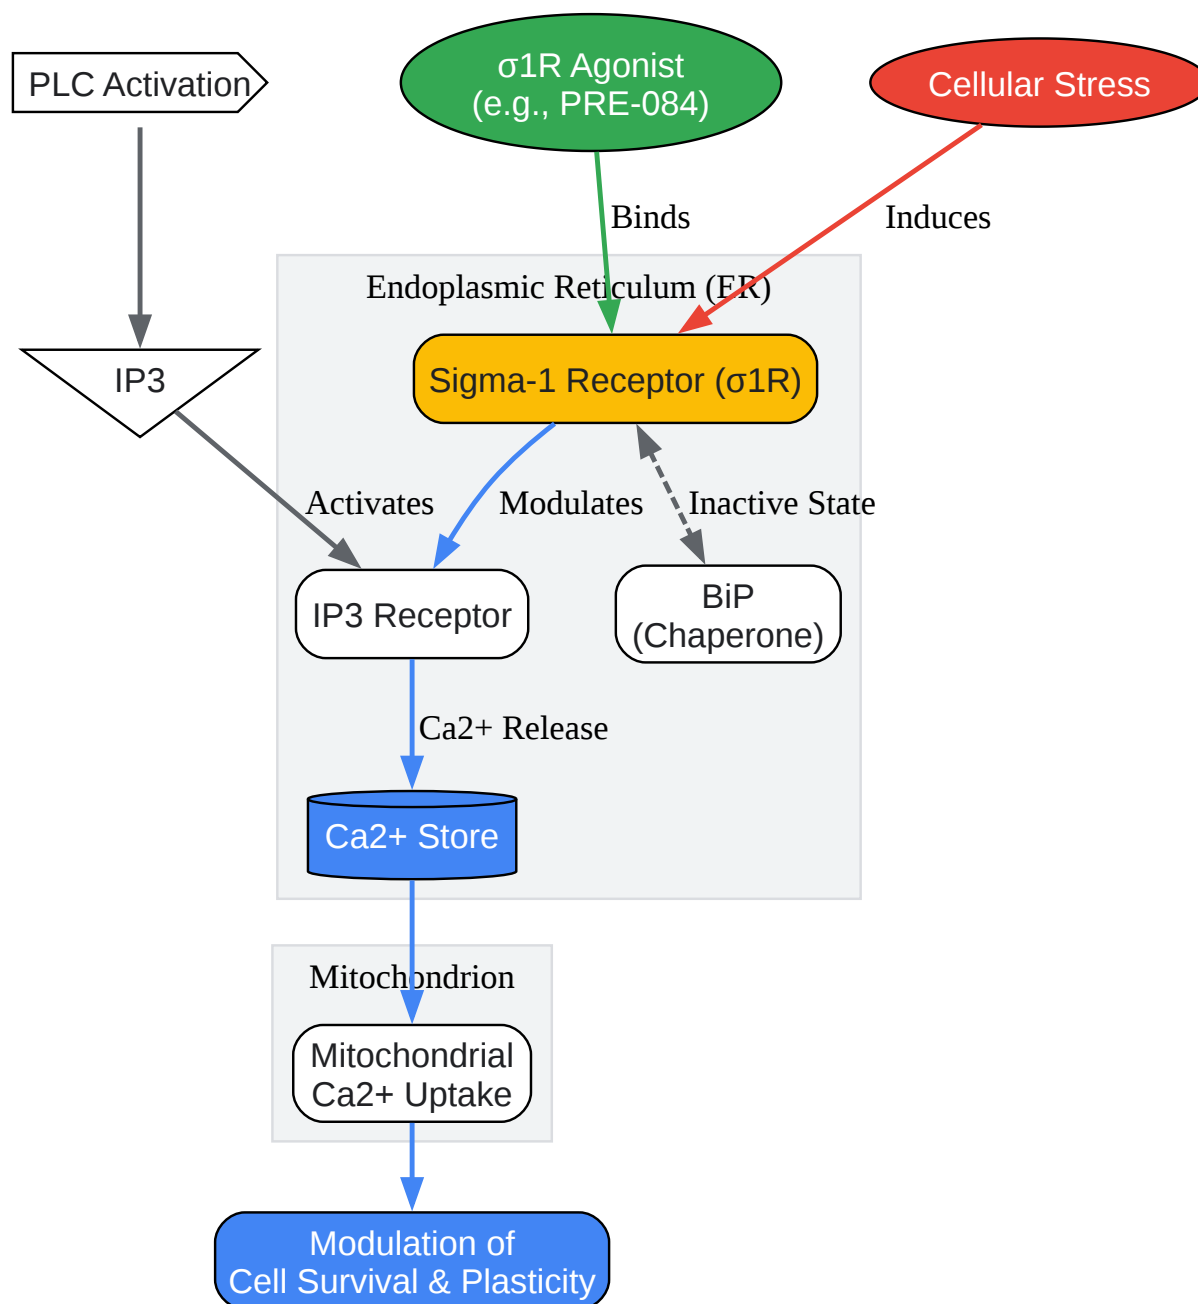 PLC Activation
σ1R Agonist
(e.g., PRE-084)
Cellular Stress
Binds
Induces
Endoplasmic Reticulum (ER)
IP3
Sigma-1 Receptor (σ1R)
Activates
Modulates
Inactive State
IP3 Receptor
BiP
(Chaperone)
Ca2+ Release
Ca2+ Store
Mitochondrion
Mitochondrial
Ca2+ Uptake
Modulation of
Cell Survival & Plasticity